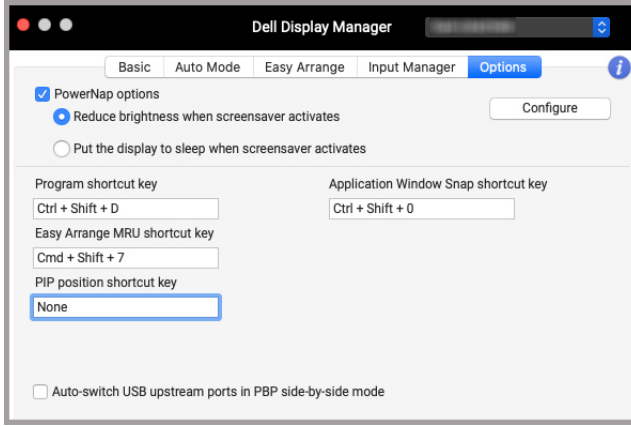 Dell Display Manager
Basic Auto Mode Easy Arrange Input Manager Options i
PowerNap options
Configure
Reduce brightness when screensaver activates
Put the display to sleep when screensaver activates
Program shortcut key
Application Window Snap shortcut key
Ctrl + Shift + D
Ctrl + Shift + 0
Easy Arrange MRU shortcut key
Cmd + Shift + 7
PIP position shortcut key
None
Auto-switch USB upstream ports in PBP side-by-side mode